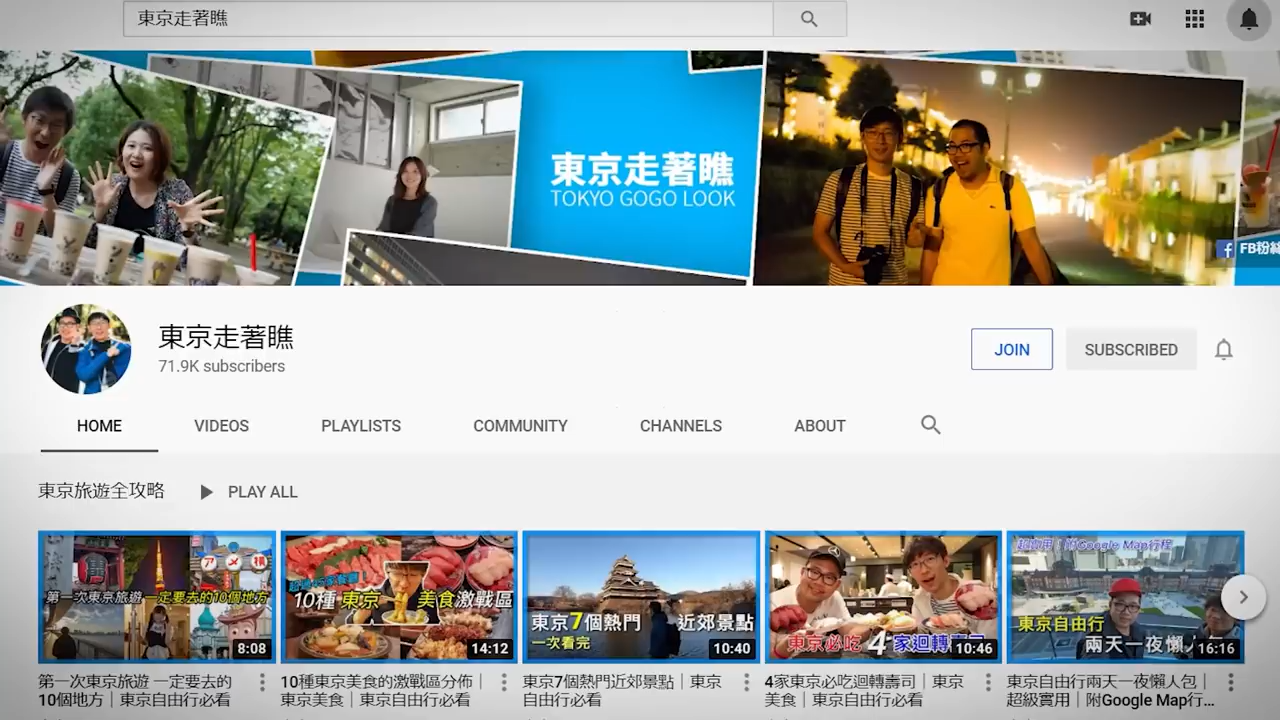 東京走著瞧
東京走著瞧
TOKYO GOGO LOOK
FB粉絲
東京走著瞧
71.9K subscribers
JOIN
SUBSCRIBED
HOME
VIDEOS
PLAYLISTS
COMMUNITY
CHANNELS
ABOUT
東京旅遊全攻略
PLAY ALL
アメ横
第一次東京旅遊 一定要去的10個地方
8:08
10種 東京 美食激戰區
14:12
東京7個熱門 近郊景點
一次看完
10:40
東京必吃 4 家迴轉壽司
10:46
超實用!附Google Map行程
東京自由行
兩天一夜懶人
16:16
第一次東京旅遊 一定要去的
10個地方｜東京自由行必看
10種東京美食的激戰區分佈｜
東京美食｜東京自由行必看
東京7個熱門近郊景點｜東京
自由行必看
4家東京必吃迴轉壽司｜東京
美食｜東京自由行必看
東京自由行兩天一夜懶人包｜
超級實用｜附Google Map行...